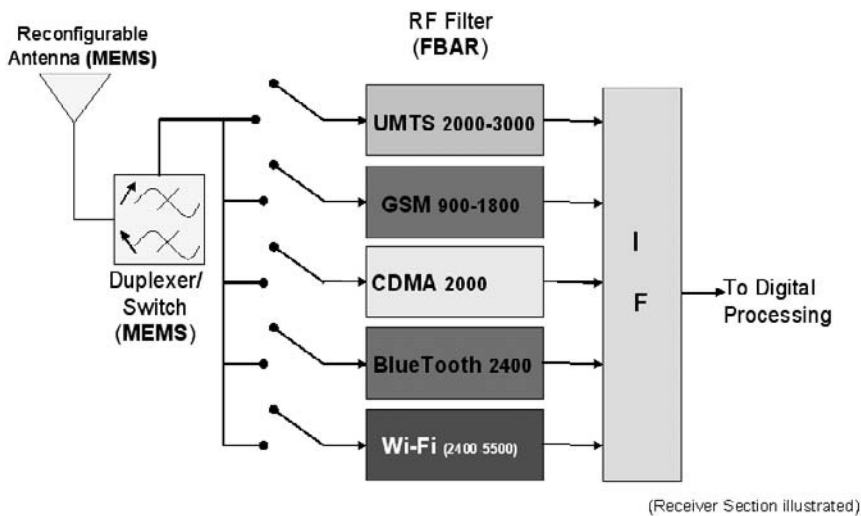 Reconfigurable
Antenna (MEMS)
RF Filter
(FBAR)
UMTS 2000-3000
GSM 900-1800
CDMA 2000
BlueTooth 2400
Wi-Fi (2400 5500)
Duplexer/
Switch
(MEMS)
I
F
To Digital
Processing
(Receiver Section illustrated)